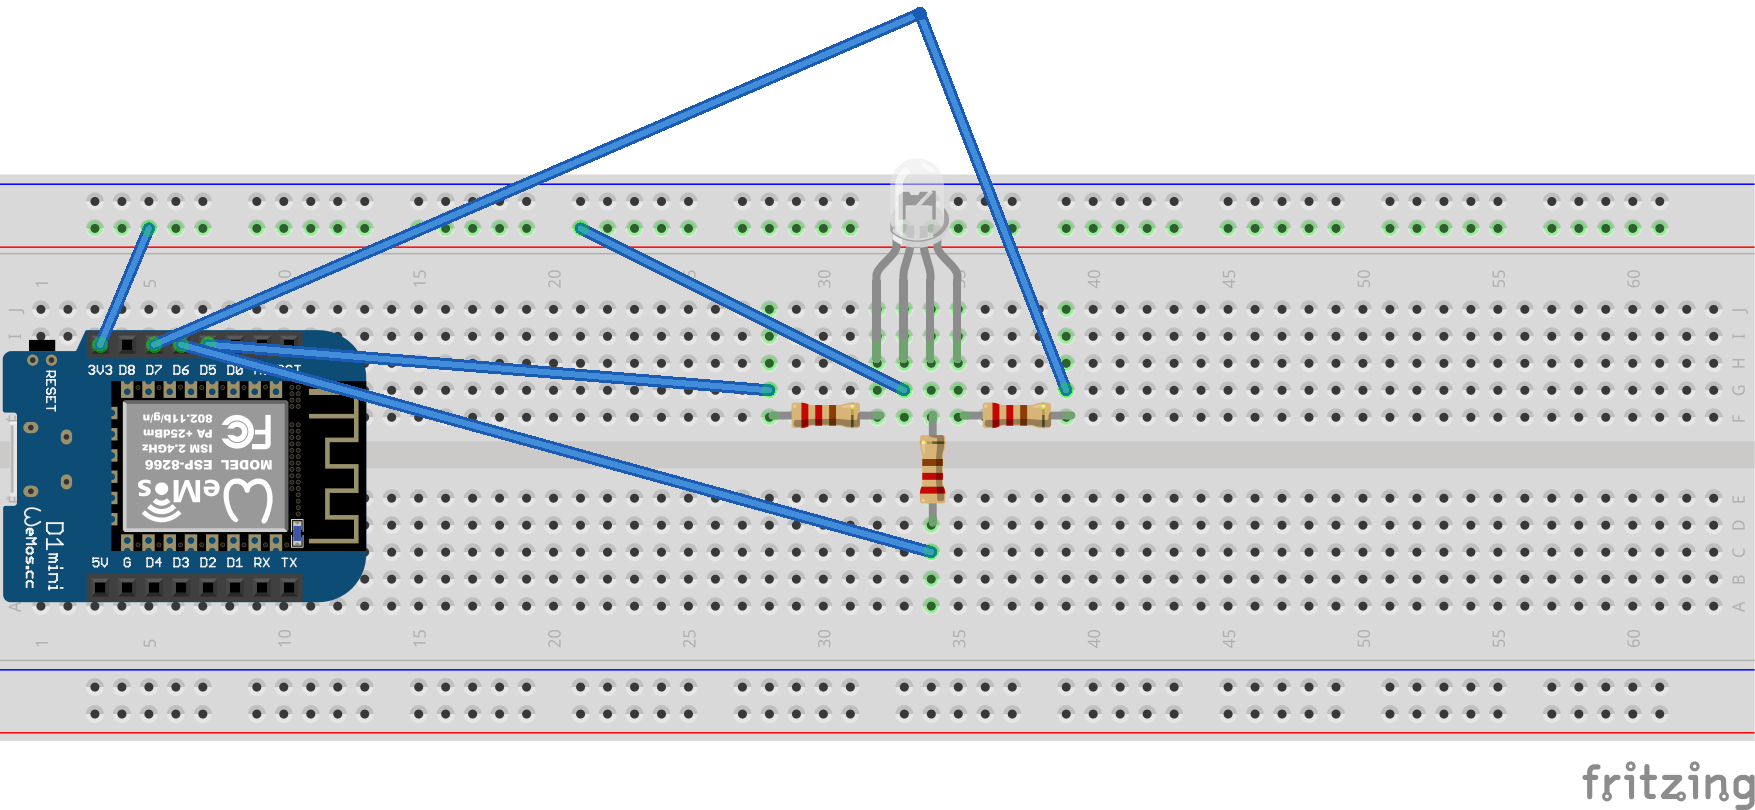 1 5 10 15 20 25 30 35 40 45 50 55 60
J
I
H
G
F
3V3 D8 D7 D6 D5 D0
RESET
802.11b/g/n
PA +25dBm
ISM 2.4GHz
FC
MODEL ESP-8266
WeMos
D1 mini
WeMos.cc
5V G D4 D3 D2 D1 RX TX
E
D
C
B
A A
1 5 10 15 20 25 30 35 40 45 50 55 60
fritzing